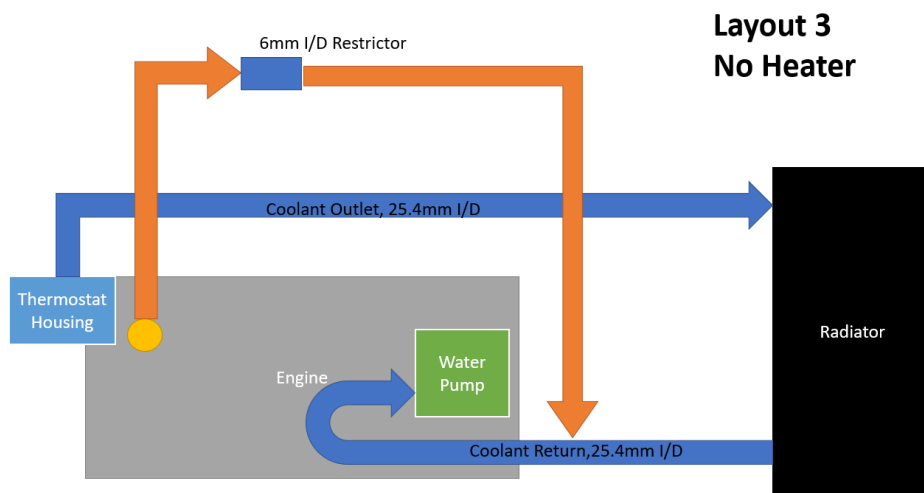 Layout 3
No Heater
6mm I/D Restrictor
Coolant Outlet, 25.4mm I/D
Thermostat
Housing
Engine
Water
Pump
Radiator
Coolant Return,25.4mm I/D